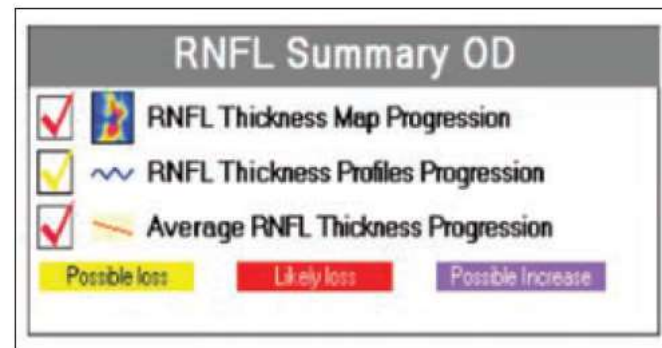 RNFL Summary OD
RNFL Thickness Map Progression
RNFL Thickness Profiles Progression
Average RNFL Thickness Progression
Possible loss Likely loss Possible Increase